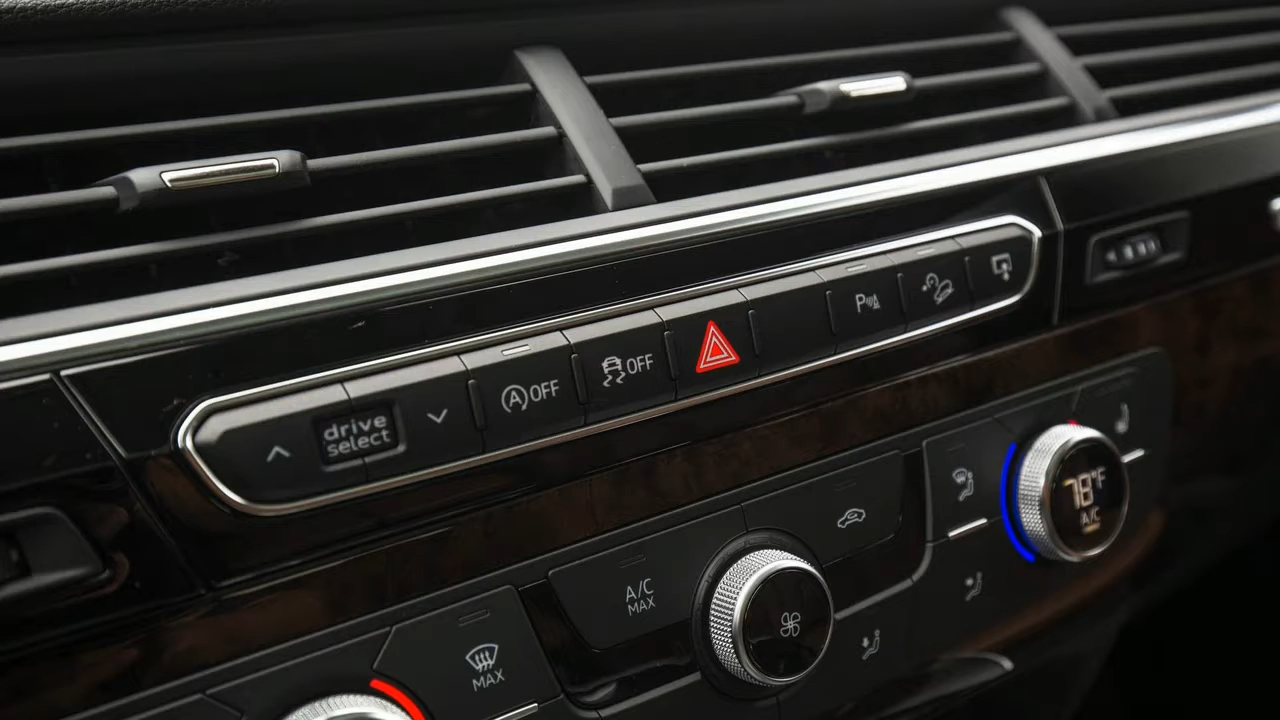 drive
select
(A) OFF
OFF
P
A/C
MAX
MAX
78°F
A/C